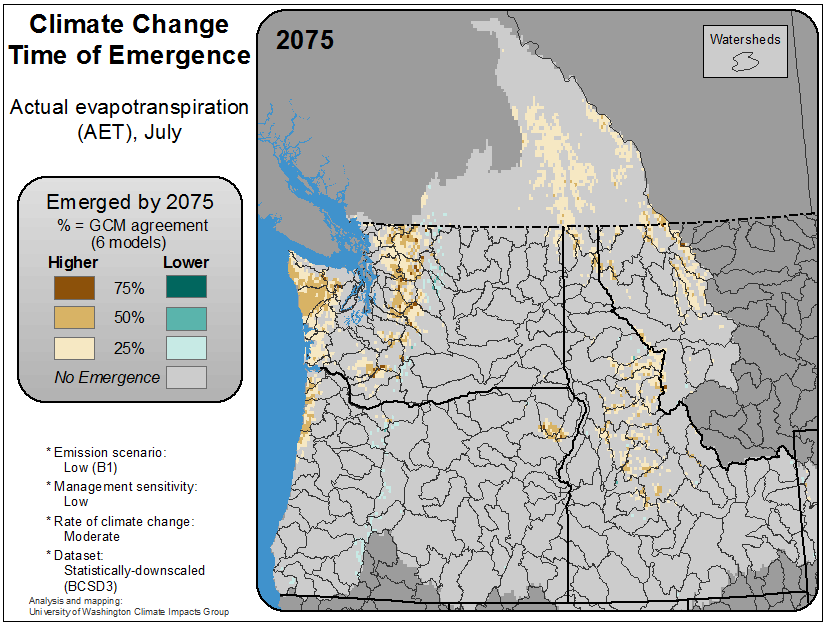 Climate Change
Time of Emergence
Actual evapotranspiration
(AET), July
Emerged by 2075
% = GCM agreement
(6 models)
Higher Lower
75%
50%
25%
No Emergence
* Emission scenario:
Low (B1)
* Management sensitivity:
Low
* Rate of climate change:
Moderate
* Dataset:
Statistically-downscaled
(BCSD3)
Analysis and mapping:
University of Washington Climate Impacts Group
2075
Watersheds